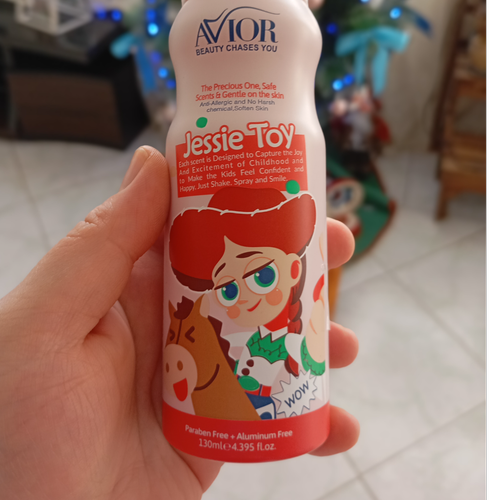 AVIOR
BEAUTY CHASES YOU
The Precious One, Safe
Scents & Gentle on the skin
Anti-Allergic and No Harsh
chemical,Soften Skin
Jessie Toy
Each scent is Designed to Capture the Joy
And Excitement of Childhood and
to Make the Kids Feel Confident and
Happy, Just Shake, Spray and Smile.
WOW
Paraben Free + Aluminum Free
130ml℮4.395 fl.oz.